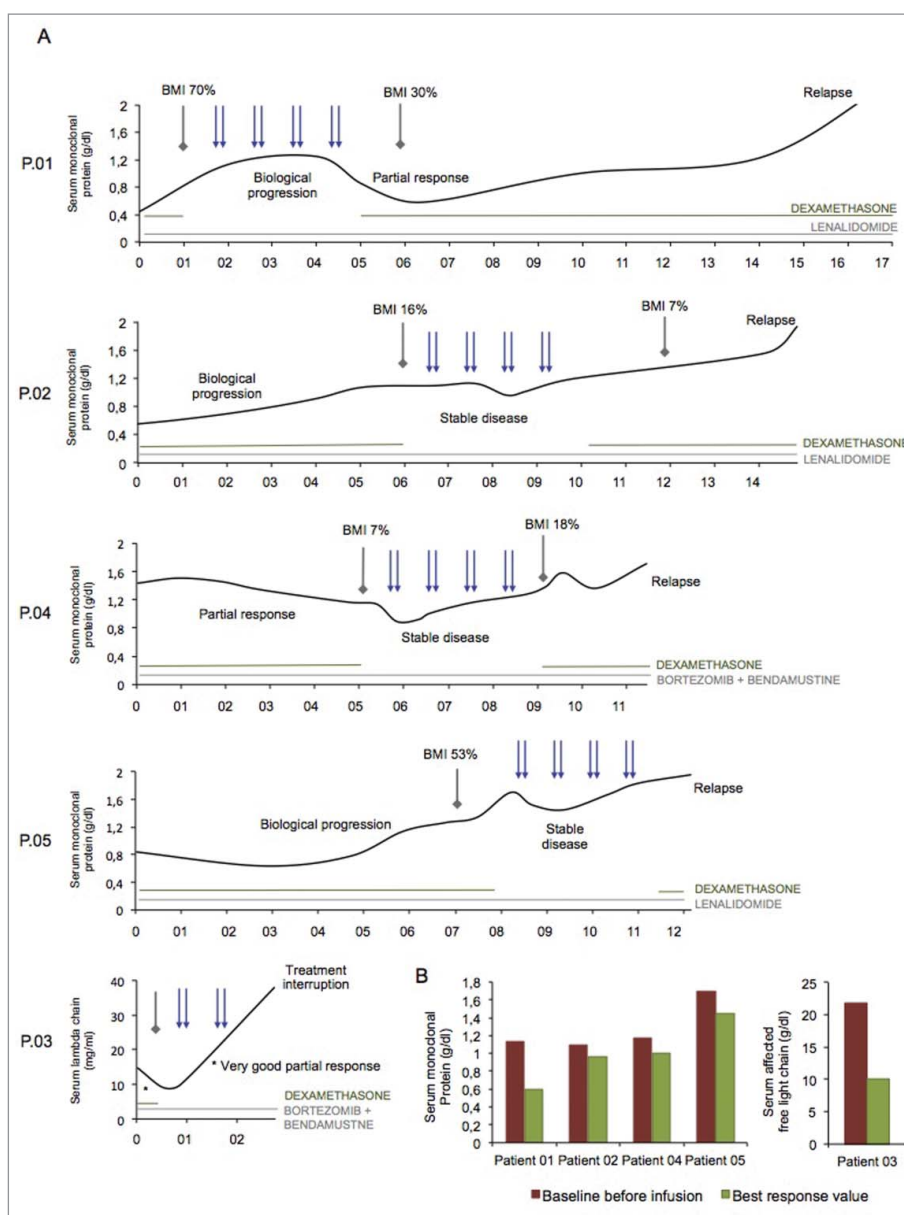 A
BMI 70%
BMI 30%
Relapse
P.01
Serum monoclonal
protein (g/dl)
2
1,6
1,2
0,8
0,4
0
Biological
progression
Partial response
DEXAMETHASONE
LENALIDOMIDE
0 01 02 03 04 05 06 07 08 09 10 11 12 13 14 15 16 17
BMI 16%
BMI 7%
Relapse
P.02
Serum monoclonal
protein (g/dl)
2
1,6
1,2
0,8
0,4
0
Biological
progression
Stable disease
DEXAMETHASONE
LENALIDOMIDE
0 01 02 03 04 05 06 07 08 09 10 11 12 13 14
BMI 7%
BMI 18%
Relapse
P.04
Serum monoclonal
protein (g/dl)
2
1,6
1,2
0,8
0,4
0
Partial response
Stable disease
DEXAMETHASONE
BORTEZOMIB + BENDAMUSTINE
0 01 02 03 04 05 06 07 08 09 10 11
BMI 53%
Relapse
P.05
Serum monoclonal
protein (g/dl)
2
1,6
1,2
0,8
0,4
0
Biological progression
Stable
disease
DEXAMETHASONE
LENALIDOMIDE
0 01 02 03 04 05 06 07 08 09 10 11 12
P.03
Serum lambda chain
(mg/ml)
40
30
20
10
0
Treatment
interruption
* Very good partial response
*
DEXAMETHASONE
BORTEZOMIB +
BENDAMUSTNE
0 01 02
B
Serum monoclonal
Protein (g/dl)
1,8
1,6
1,4
1,2
1
0,8
0,6
0,4
0,2
0
Patient 01 Patient 02 Patient 04 Patient 05
Serum affected
free light chain (g/dl)
25
20
15
10
5
0
Patient 03
Baseline before infusion Best response value